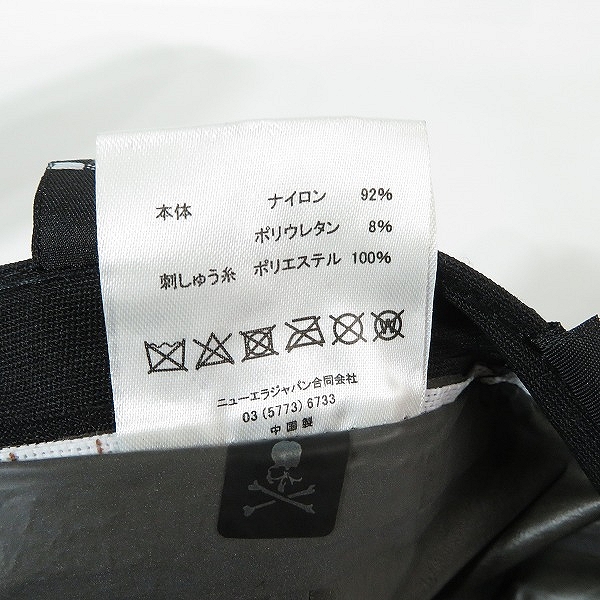 本体 ナイロン 92%
ポリウレタン 8%
刺しゅう糸 ポリエステル 100%
W
ニューエラジャパン合同会社
03 (5773) 6733
中国製